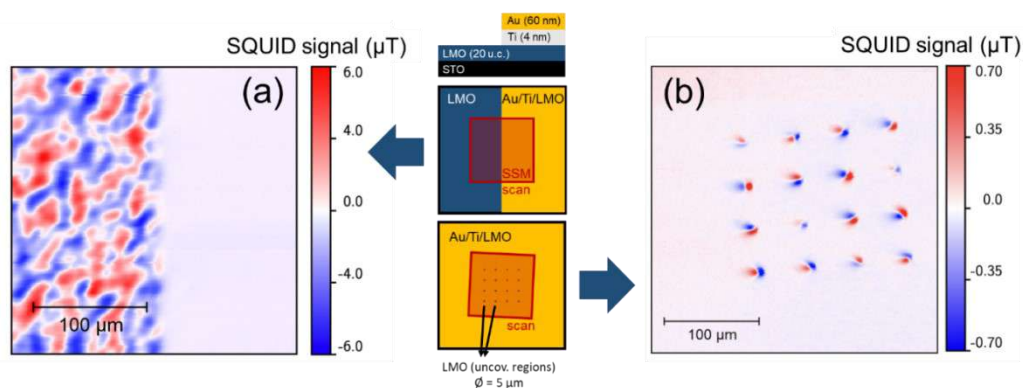 SQUID signal (µT)
(a)
6.0
4.0
0.0
-4.0
-6.0
100 µm
Au (60 nm)
Ti (4 nm)
LMO (20 u.c.)
STO
LMO
Au/Ti/LMO
SSM
scan
Au/Ti/LMO
scan
LMO (uncov. regions)
Ø = 5 µm
SQUID signal (µT)
(b)
0.70
0.35
0.0
-0.35
-0.70
100 µm